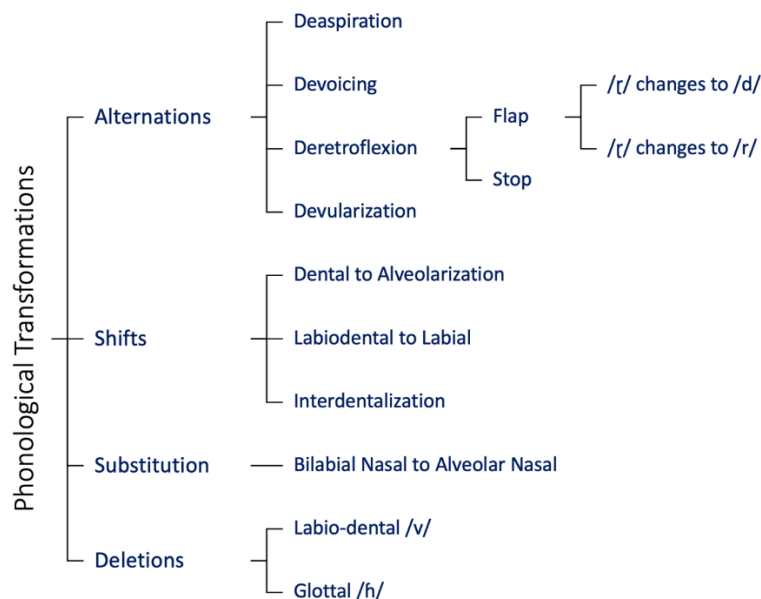 Phonological Transformations
Alternations
Deaspiration
Devoicing
Deretroflexion
Flap
/ɽ/ changes to /d/
/ɽ/ changes to /r/
Stop
Devularization
Shifts
Dental to Alveolarization
Labiodental to Labial
Interdentalization
Substitution
Bilabial Nasal to Alveolar Nasal
Deletions
Labio-dental /v/
Glottal /ɦ/